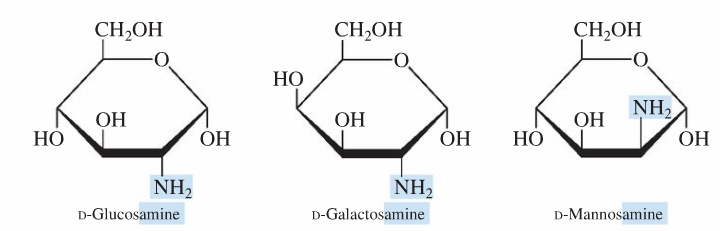 CH₂OH
O
OH
HO
OH
NH₂
D-Glucosamine
CH₂OH
O
HO
OH
OH
NH₂
D-Galactosamine
CH₂OH
O
NH₂
OH
HO
OH
D-Mannosamine